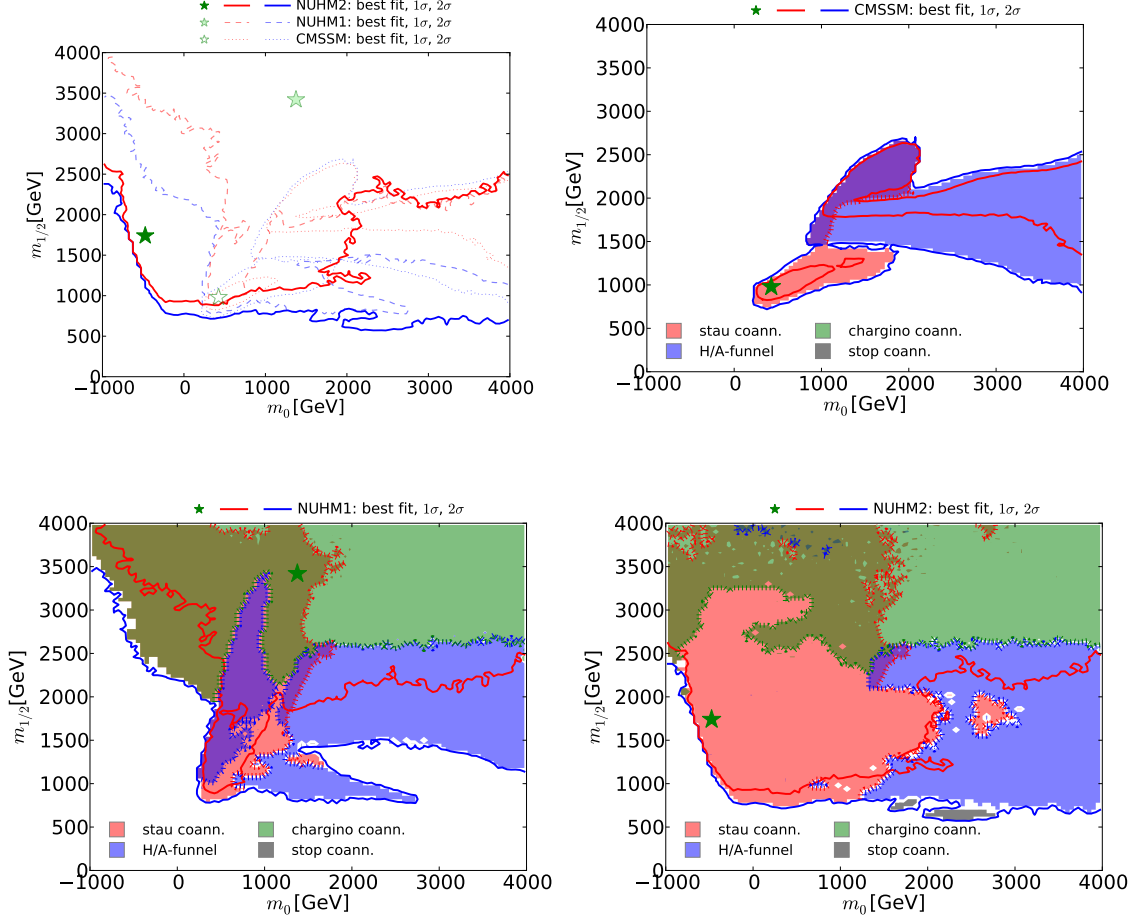 NUHM2: best fit, 1σ, 2σ
NUHM1: best fit, 1σ, 2σ
CMSSM: best fit, 1σ, 2σ
4000
3500
3000
2500
2000
1500
1000
500
0
−1000 0 1000 2000 3000 4000
m₀[GeV]
m₁/₂[GeV]
CMSSM: best fit, 1σ, 2σ
4000
3500
3000
2500
2000
1500
1000
500
0
−1000 0 1000 2000 3000 4000
m₀[GeV]
m₁/₂[GeV]
stau coann. chargino coann.
H/A-funnel stop coann.
NUHM1: best fit, 1σ, 2σ
4000
3500
3000
2500
2000
1500
1000
500
0
−1000 0 1000 2000 3000 4000
m₀[GeV]
m₁/₂[GeV]
stau coann. chargino coann.
H/A-funnel stop coann.
NUHM2: best fit, 1σ, 2σ
4000
3500
3000
2500
2000
1500
1000
500
0
−1000 0 1000 2000 3000 4000
m₀[GeV]
m₁/₂[GeV]
stau coann. chargino coann.
H/A-funnel stop coann.